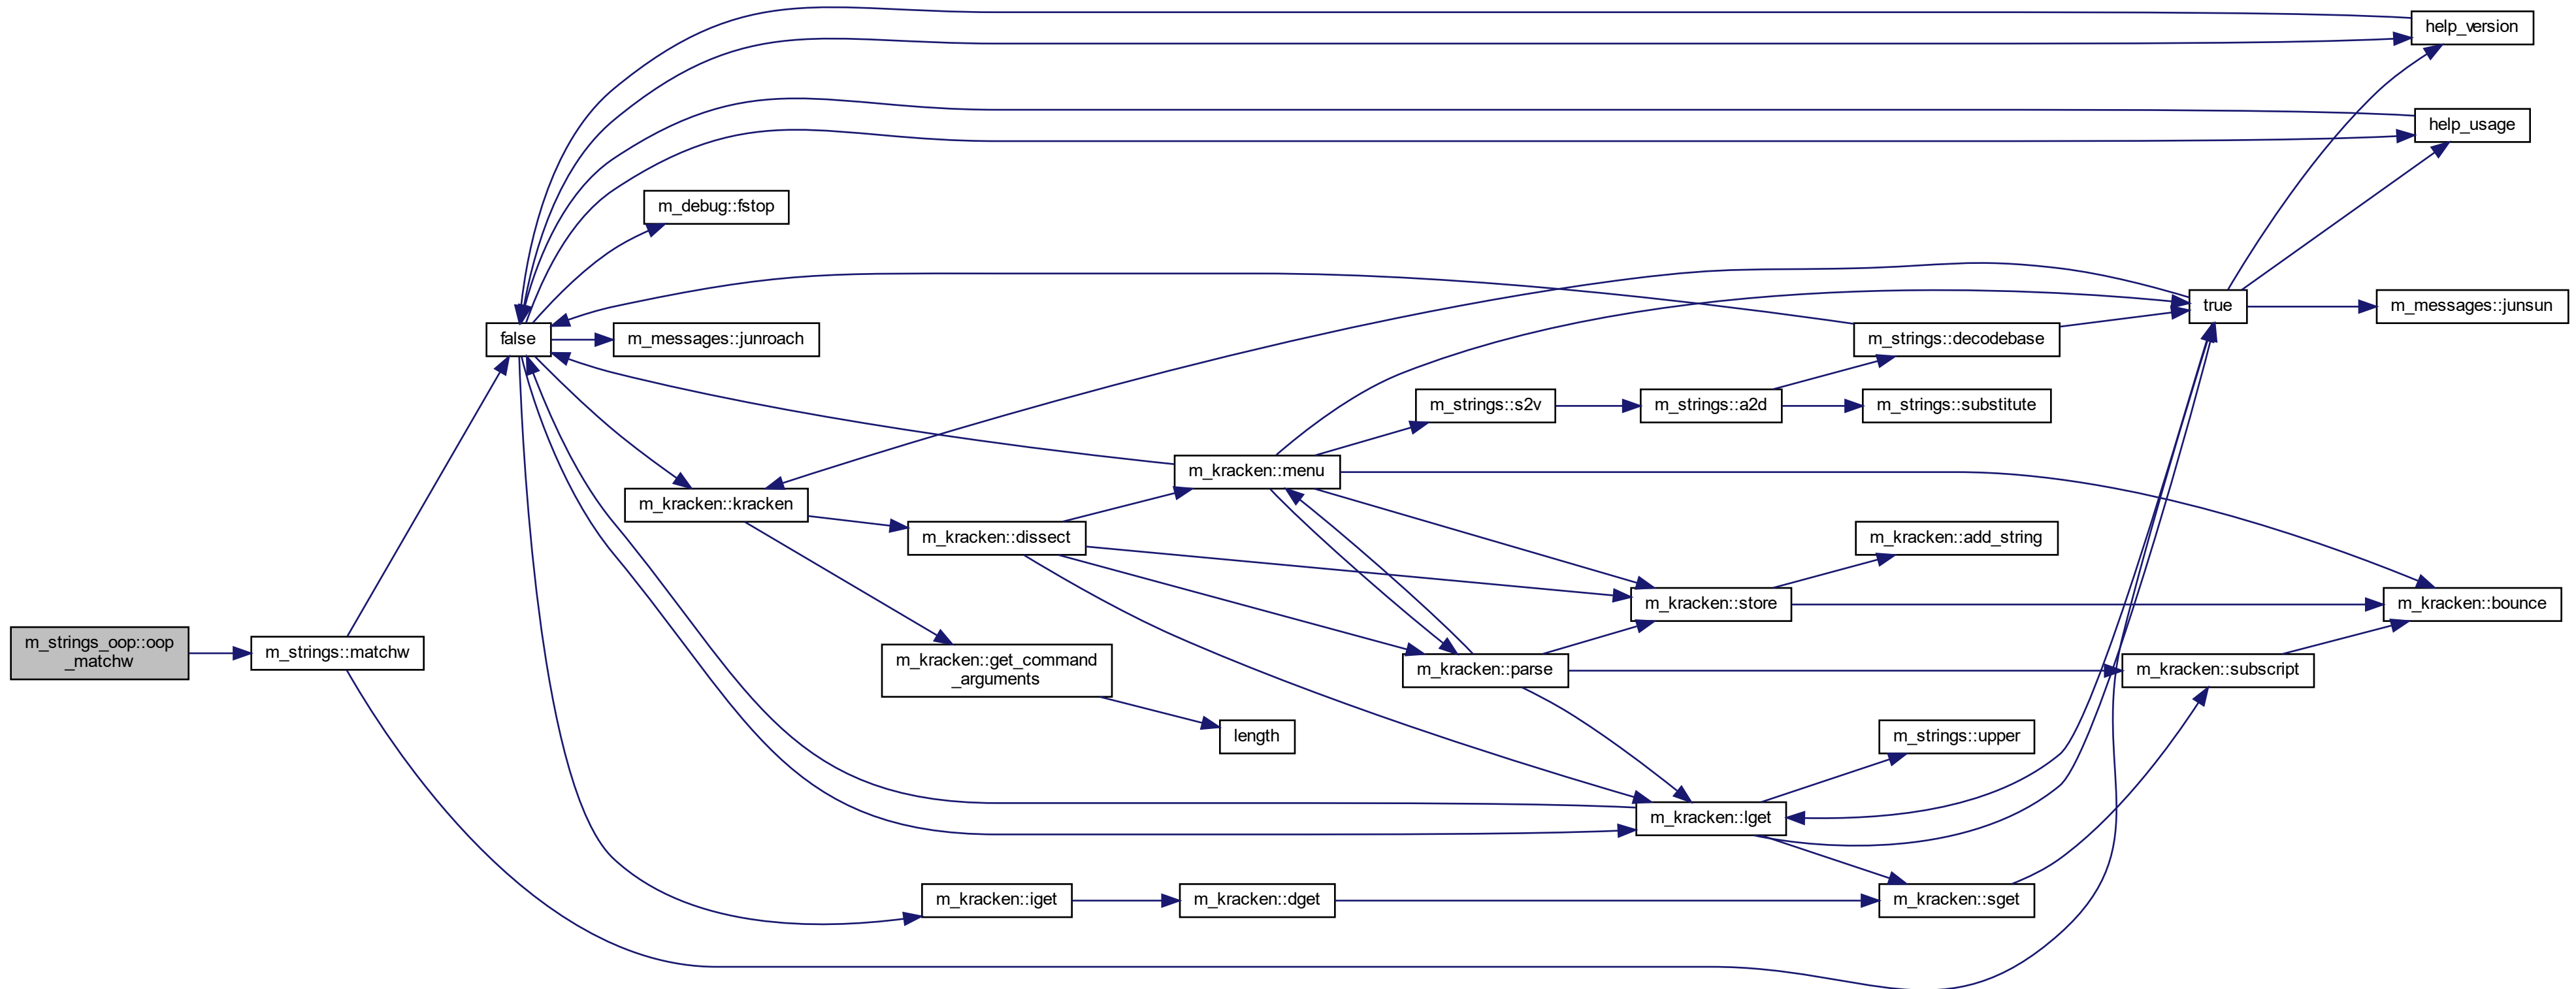 help_version
help_usage
m_debug::fstop
true
m_messages::junsun
false
m_messages::junroach
m_strings::decodebase
m_strings::s2v
m_strings::a2d
m_strings::substitute
m_kracken::menu
m_kracken::kracken
m_kracken::dissect
m_kracken::add_string
m_kracken::store
m_kracken::bounce
m_strings_oop::oop
_matchw
m_strings::matchw
m_kracken::get_command
_arguments
m_kracken::parse
m_kracken::subscript
length
m_strings::upper
m_kracken::lget
m_kracken::iget
m_kracken::dget
m_kracken::sget